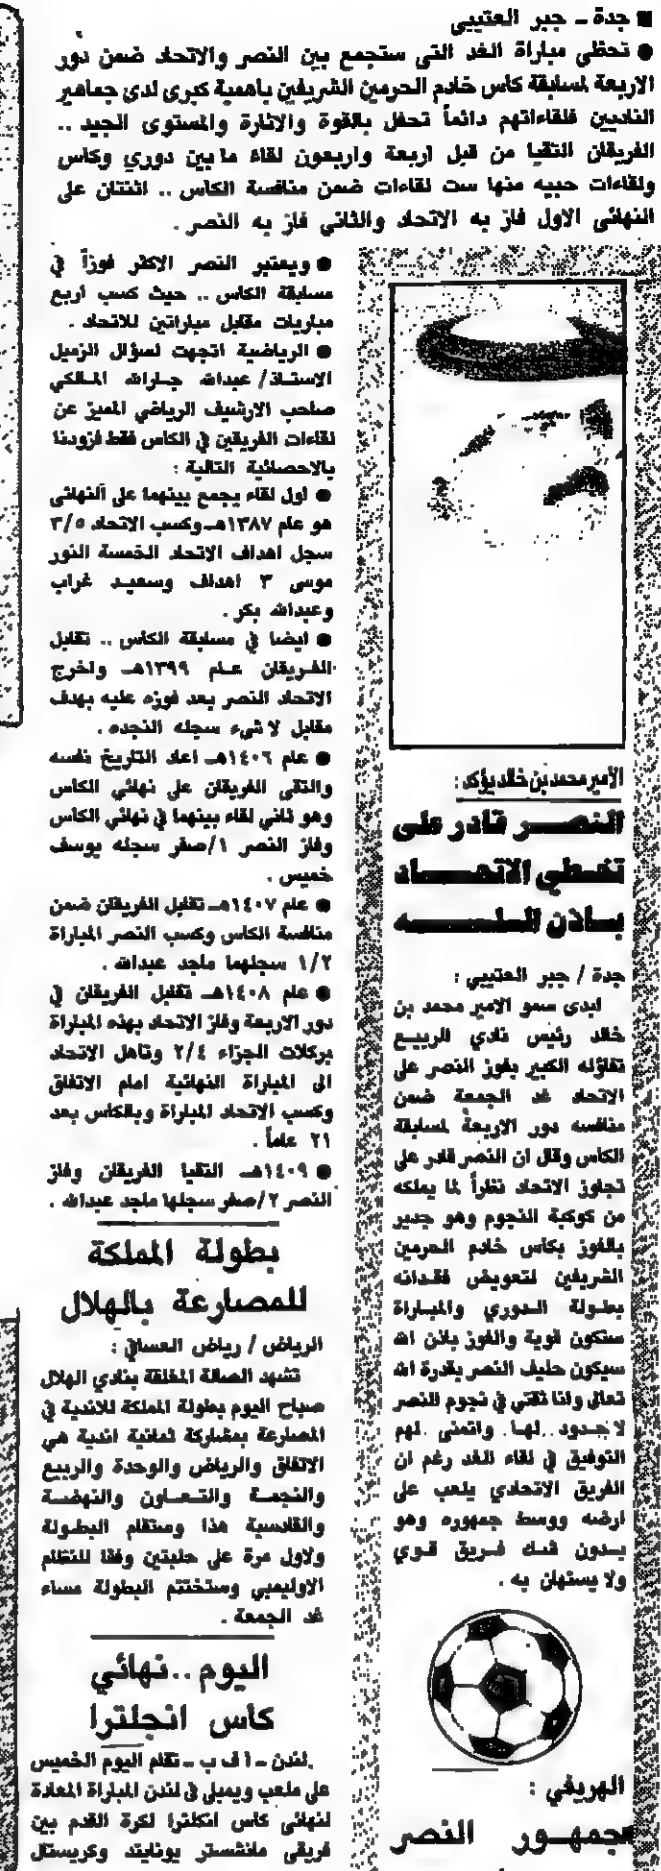 ■ جدة ـ جبر العتيبي
● تحظى مباراة الغد التي ستجمع بين النصر والاتحاد ضمن دور
الاربعة لمسابقة كاس خادم الحرمين الشريفين باهمية كبرى لدى جماهير
الناديين فلقاءاتهم دائماً تحفل بالقوة والاثارة والمستوى الجيد ..
الفريقان التقيا من قبل اربعة واربعون لقاءً ما بين دوري وكاس
ولقاءات حبيه منها ست لقاءات ضمن منافسة الكاس .. اثنتان على
النهائي الاول فاز به الاتحاد والثاني فاز به النصر .
● ويعتبر النصر الاكثر فوزاً في
مسابقة الكاس .. حيث كسب اربع
مباريات مقابل مباراتين للاتحاد .
● الرياضية اتجهت لسؤال الزميل
الاستاذ/ عبدالله جارالله المالكي
صاحب الارشيف الرياضي المميز عن
لقاءات الفريقين في الكاس فقط فزودنا
بالاحصائية التالية :
● اول لقاء يجمع بينهما على النهائي
هو عام ١٣٨٧هـ وكسب الاتحاد ٣/٥
سجل اهداف الاتحاد الخمسة النور
موسى ٣ اهداف وسعيد غراب
وعبدالله بكر .
● ايضا في مسابقة الكاس .. تقابل
الفريقان عام ١٣٩٩هـ واخرج
الاتحاد النصر بعد فوزه عليه بهدف
مقابل لا شيء سجله النجده .
● عام ١٤٠٦هـ اعاد التاريخ نفسه
والتقى الفريقان على نهائي الكاس
وهو ثاني لقاء بينهما في نهائي الكاس
وفاز النصر ١/صفر سجله يوسف
خميس .
● عام ١٤٠٧هـ تقابل الفريقان ضمن
منافسة الكاس وكسب النصر المباراة
١/٢ سجلهما ماجد عبدالله .
● عام ١٤٠٨هـ تقابل الفريقان في
دور الاربعة وفاز الاتحاد بهذه المباراة
بركلات الجزاء ٢/٤ وتاهل الاتحاد
الى المباراة النهائية امام الاتفاق
وكسب الاتحاد المباراة وبالكاس بعد
٢١ عاماً .
● ١٤٠٩هـ التقيا الفريقان وفاز
النصر ٢/صفر سجلها ماجد عبدالله .
بطولة المملكة
للمصارعة بالهلال
الرياض / رياض العساني :
تشهد الصالة المغلقة بنادي الهلال
صباح اليوم بطولة المملكة للاندية في
المصارعة بمشاركة ثمانية اندية هي
الاتفاق والرياض والوحدة والربيع
والنجمة والتعاون والنهضة
والقادسية هذا وستقام البطولة
ولاول مرة على حلبتين وفقا للنظام
الاوليمبي وستختتم البطولة مساء
غد الجمعة .
اليوم .. نهائي
كاس انجلترا
لندن ـ أ ف ب ـ تقام اليوم الخميس
على ملعب ويمبلي في لندن المباراة المعادة
لنهائي كاس انكلترا لكرة القدم بين
فريقي مانشستر يونايتد وكريستال
الأمير محمد بن خالد يؤكد :
النصر قادر على
تخطي الاتحاد
باذن الله
جدة / جبر العتيبي :
ابدى سمو الامير محمد بن
خالد رئيس نادي الربيع
تفاؤله الكبير بفوز النصر على
الاتحاد غد الجمعة ضمن
منافسه دور الاربعة لمسابقة
الكاس وقال ان النصر قادر على
تجاوز الاتحاد نظراً لما يملكه
من كوكبة النجوم وهو جدير
بالفوز بكاس خادم الحرمين
الشريفين لتعويض فقدانه
بطولة الدوري والمباراة
ستكون قوية والفوز باذن الله
سيكون حليف النصر بقدرة الله
تعالى وانا ثقتي في نجوم النصر
لا حدود لها واتمنى لهم
التوفيق في لقاء الغد رغم ان
الفريق الاتحادي يلعب على
ارضه ووسط جمهوره وهو
بدون شك فريق قوي
ولا يستهان به .
الهريفي :
جمهور النصر